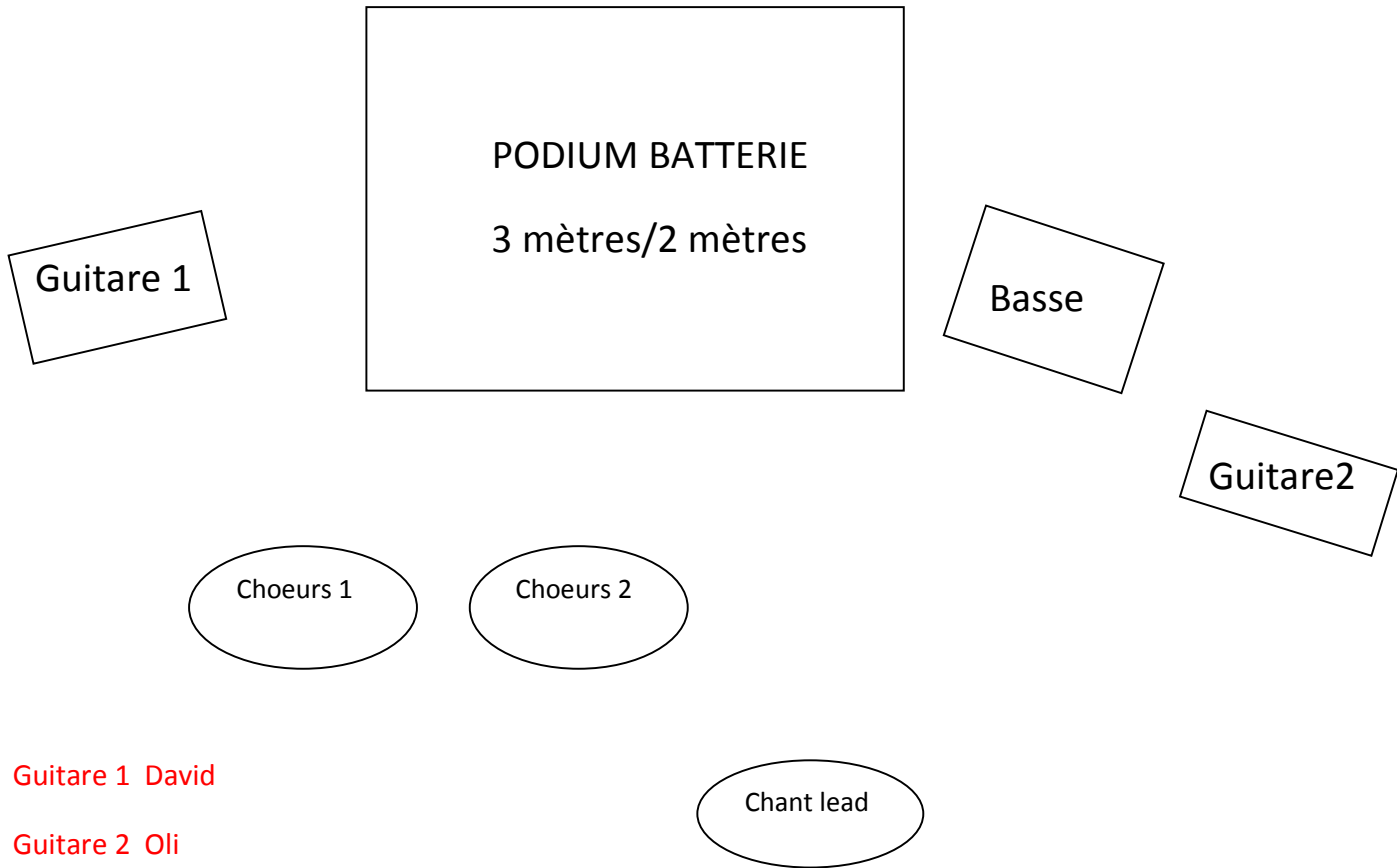 PODIUM BATTERIE
3 mètres/2 mètres
Guitare 1
Basse
Guitare2
Choeurs 1
Choeurs 2
Chant lead
Guitare 1 David
Guitare 2 Oli